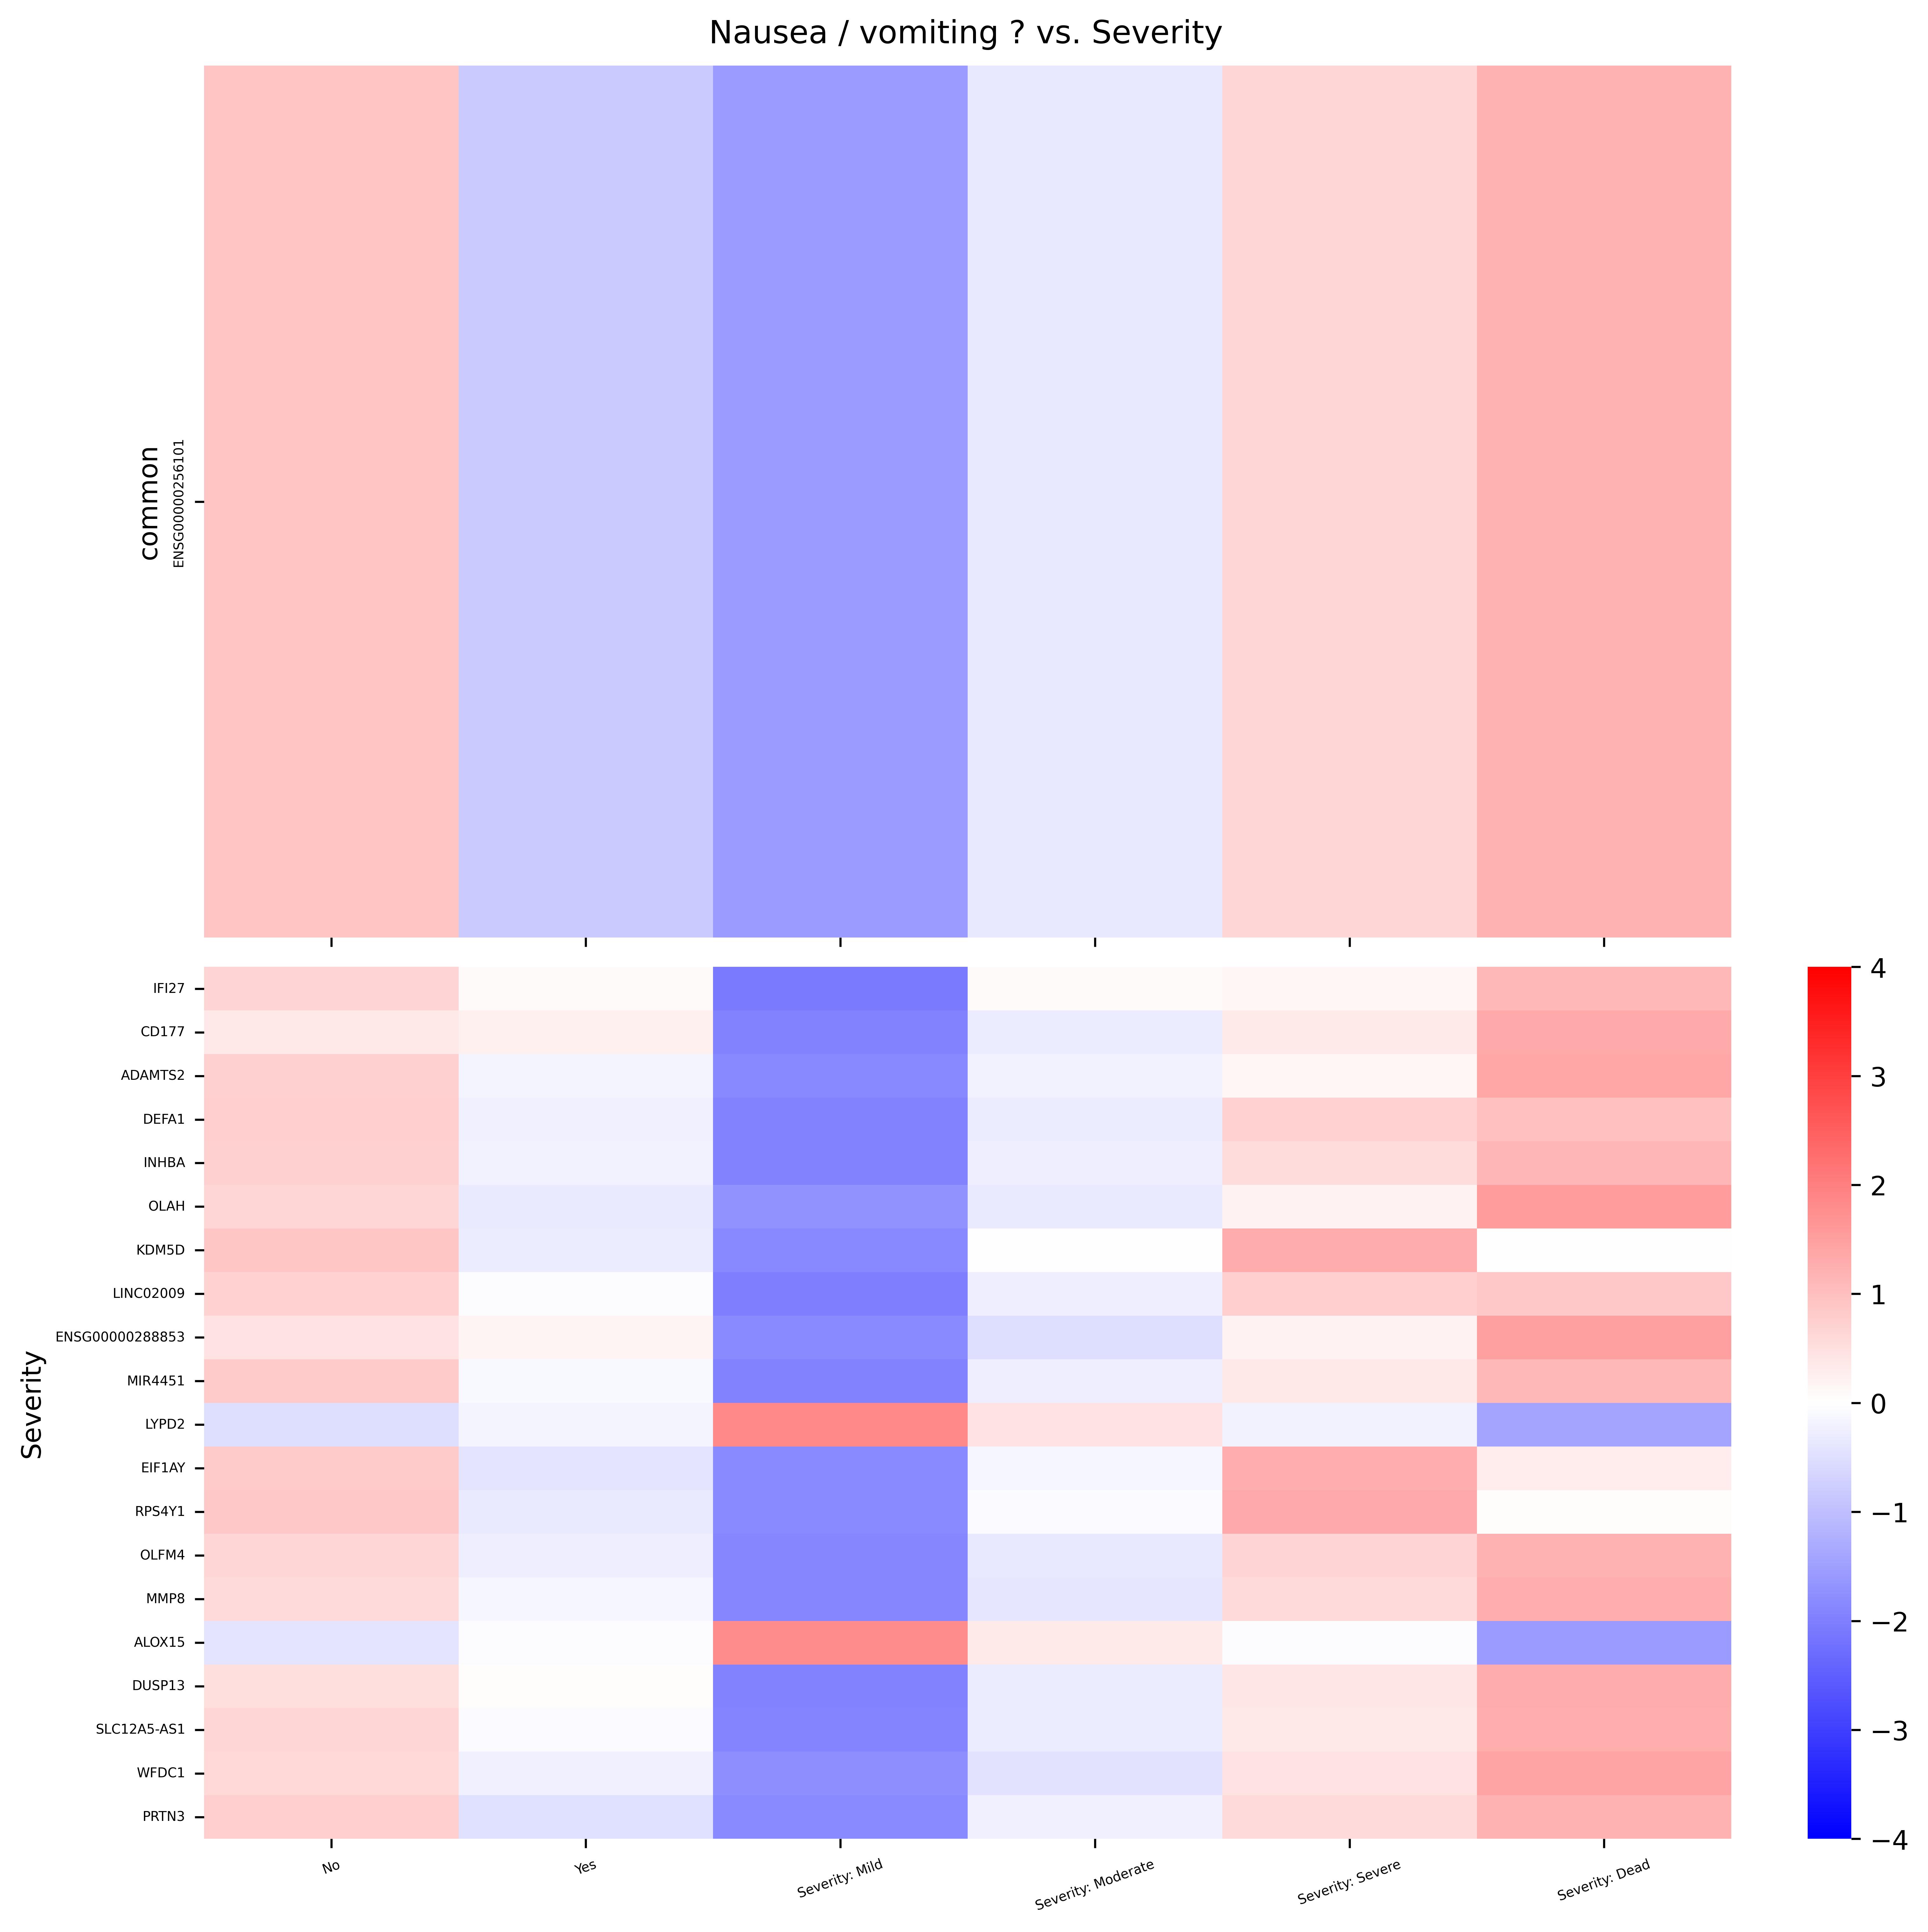 Nausea / vomiting ? vs. Severity
common
ENSG00000256101
Severity
IFI27
CD177
ADAMTS2
DEFA1
INHBA
OLAH
KDM5D
LINC02009
ENSG00000288853
MIR4451
LYPD2
EIF1AY
RPS4Y1
OLFM4
MMP8
ALOX15
DUSP13
SLC12A5-AS1
WFDC1
PRTN3
No
Yes
Severity: Mild
Severity: Moderate
Severity: Severe
Severity: Dead
4
3
2
1
0
−1
−2
−3
−4